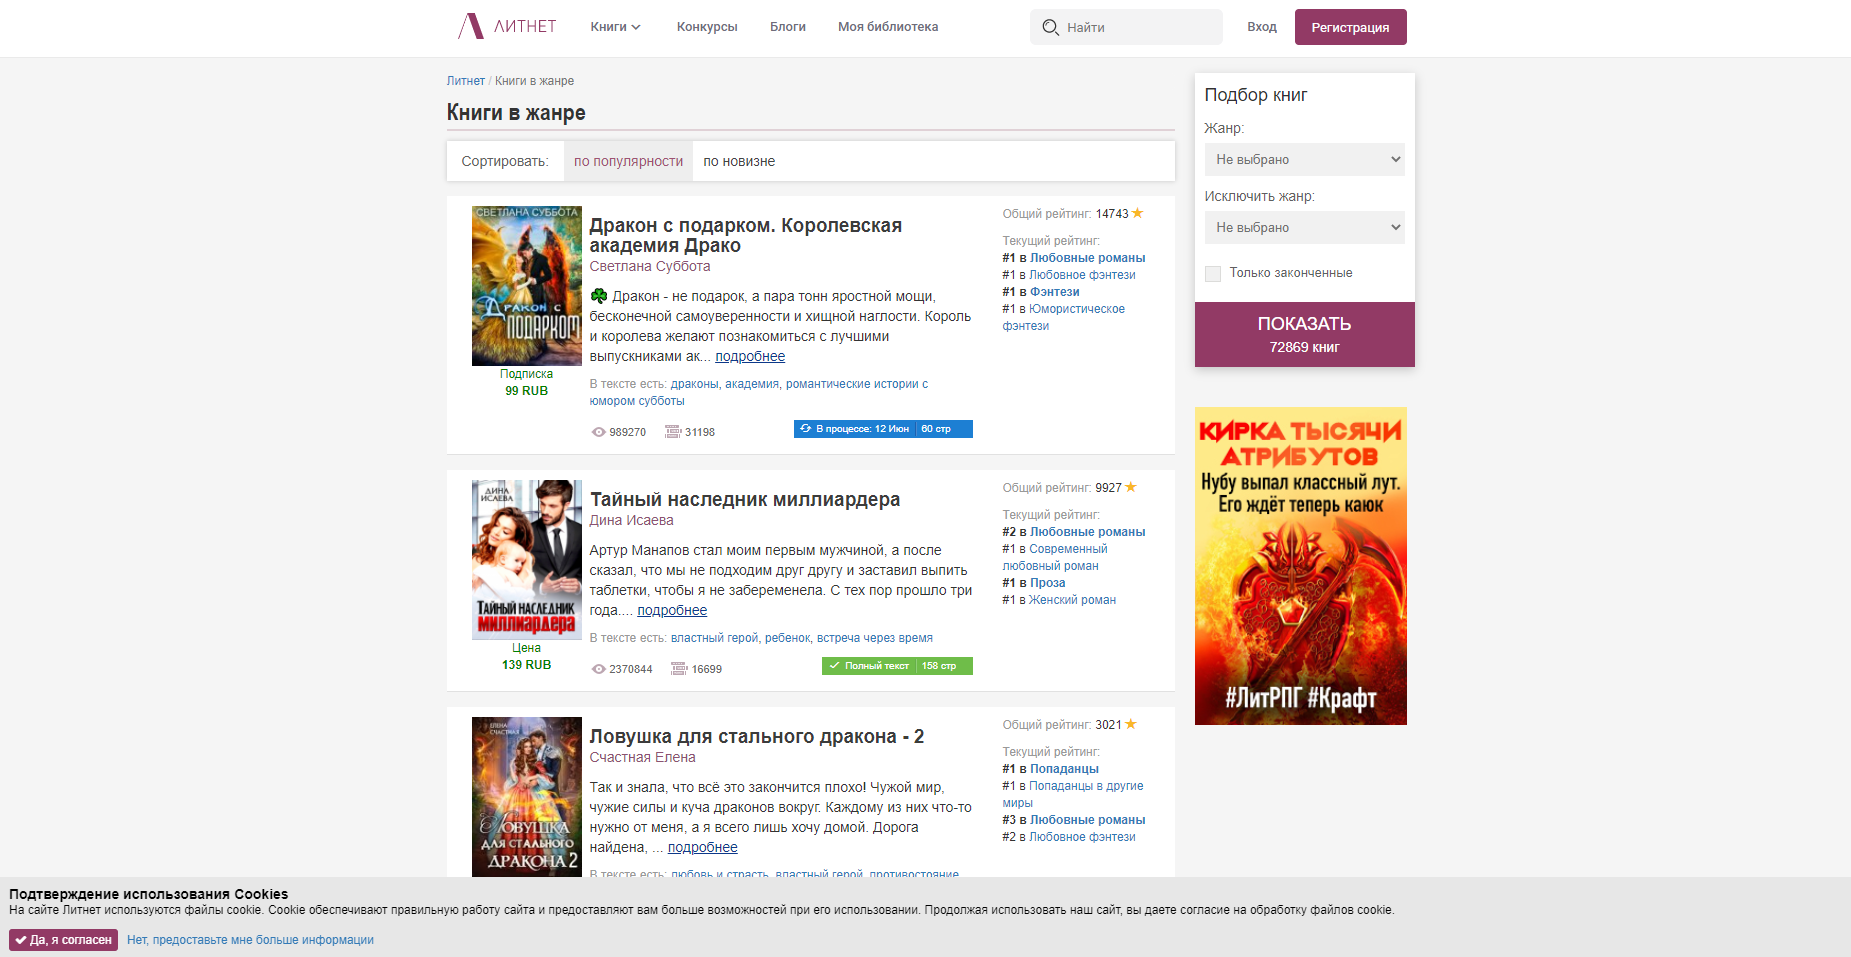 ЛИТНЕТ Книги Конкурсы Блоги Моя библиотека Найти Вход Регистрация
Литнет / Книги в жанре
Книги в жанре
Сортировать: по популярности по новизне
СВЕТЛАНА СУББОТА
ДРАКОН С
ПОДАРКОМ
Подписка
99 RUB
Дракон с подарком. Королевская
академия Драко
Светлана Суббота
Дракон - не подарок, а пара тонн яростной мощи,
бесконечной самоуверенности и хищной наглости. Король
и королева желают познакомиться с лучшими
выпускниками ак... подробнее
В тексте есть: драконы, академия, романтические истории с
юмором субботы
989270 31198 В процессе: 12 Июн 60 стр
Общий рейтинг: 14743
Текущий рейтинг:
#1 в Любовные романы
#1 в Любовное фэнтези
#1 в Фэнтези
#1 в Юмористическое
фэнтези
ДИНА
ИСАЕВА
ТАЙНЫЙ НАСЛЕДНИК
МИЛЛИАРДЕРА
Цена
139 RUB
Тайный наследник миллиардера
Дина Исаева
Артур Манапов стал моим первым мужчиной, а после
сказал, что мы не подходим друг другу и заставил выпить
таблетки, чтобы я не забеременела. С тех пор прошло три
года.... подробнее
В тексте есть: властный герой, ребенок, встреча через время
2370844 16699 Полный текст 158 стр
Общий рейтинг: 9927
Текущий рейтинг:
#2 в Любовные романы
#1 в Современный
любовный роман
#1 в Проза
#1 в Женский роман
ЕЛЕНА
СЧАСТНАЯ
ЛОВУШКА
ДЛЯ СТАЛЬНОГО
ДРАКОНА 2
Ловушка для стального дракона - 2
Счастная Елена
Так и знала, что всё это закончится плохо! Чужой мир,
чужие силы и куча драконов вокруг. Каждому из них что-то
нужно от меня, а я всего лишь хочу домой. Дорога
найдена, ... подробнее
В тексте есть: любовь и страсть, властный герой, противостояние
Общий рейтинг: 3021
Текущий рейтинг:
#1 в Попаданцы
#1 в Попаданцы в другие
миры
#3 в Любовные романы
#2 в Любовное фэнтези
Подбор книг
Жанр:
Не выбрано
Исключить жанр:
Не выбрано
Только законченные
ПОКАЗАТЬ
72869 книг
КИРКА ТЫСЯЧИ
АТРИБУТОВ
Нубу выпал классный лут.
Его ждёт теперь каюк
#ЛитРПГ #Крафт
Подтверждение использования Cookies
На сайте Литнет используются файлы cookie. Cookie обеспечивают правильную работу сайта и предоставляют вам больше возможностей при его использовании. Продолжая использовать наш сайт, вы даете согласие на обработку файлов cookie.
Да, я согласен Нет, предоставьте мне больше информации